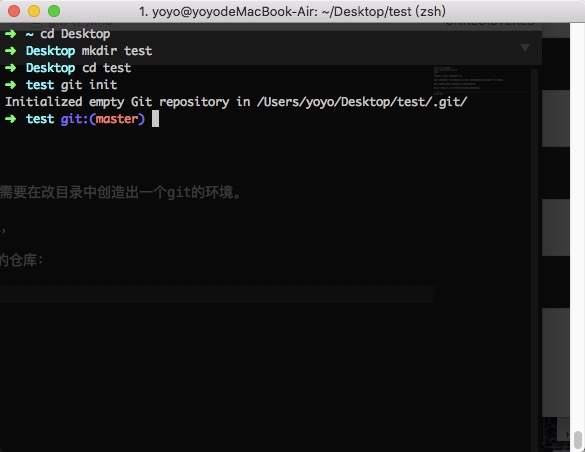 1. yoyo@yoyodeMacBook-Air: ~/Desktop/test (zsh)
➜ ~ cd Desktop
➜ Desktop mkdir test
➜ Desktop cd test
➜ test git init
Initialized empty Git repository in /Users/yoyo/Desktop/test/.git/
➜ test git:(master)
需要在改目录中创造出一个git的环境。
，
的仓库：